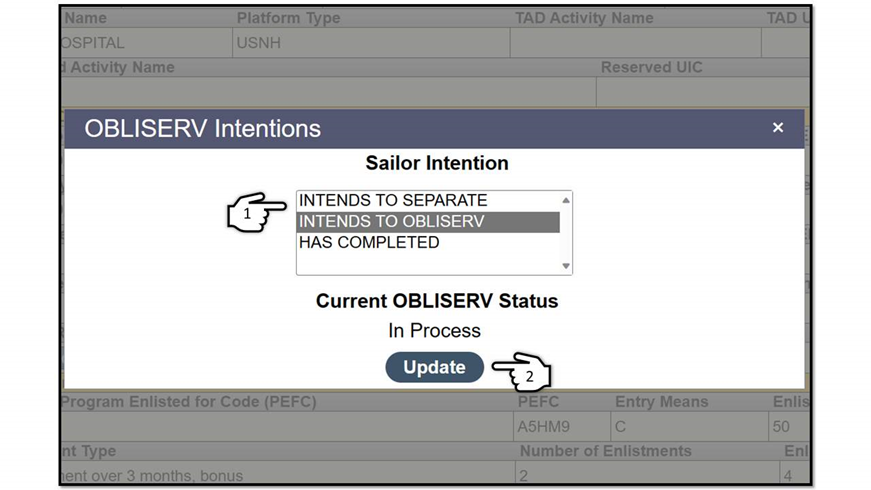 Name Platform Type TAD Activity Name TAD U
OSPITAL USNH
d Activity Name Reserved UIC
OBLISERV Intentions ×
Sailor Intention
1
INTENDS TO SEPARATE
INTENDS TO OBLISERV
HAS COMPLETED
Current OBLISERV Status
In Process
Update
2
Program Enlisted for Code (PEFC) PEFC Entry Means Enlis
A5HM9 C 50
nt Type Number of Enlistments Enl
ment over 3 months, bonus 2 4